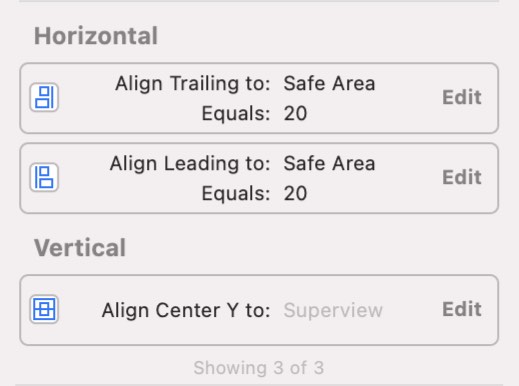 Horizontal
Align Trailing to: Safe Area
Equals: 20
Edit
Align Leading to: Safe Area
Equals: 20
Edit
Vertical
Align Center Y to: Superview
Edit
Showing 3 of 3